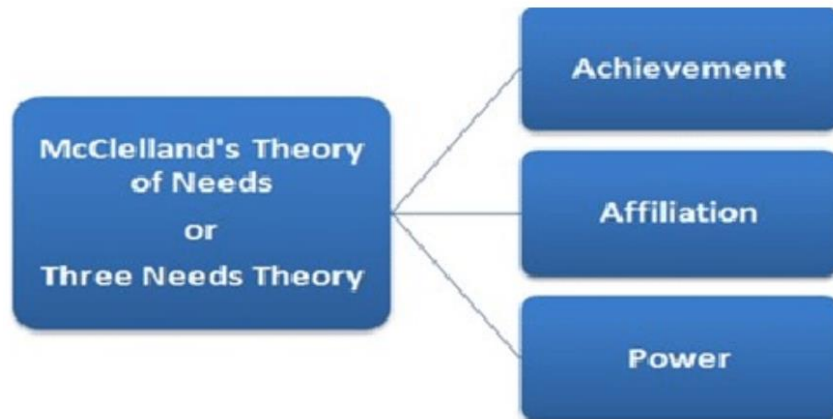 McClelland's Theory
of Needs
or
Three Needs Theory
Achievement
Affiliation
Power